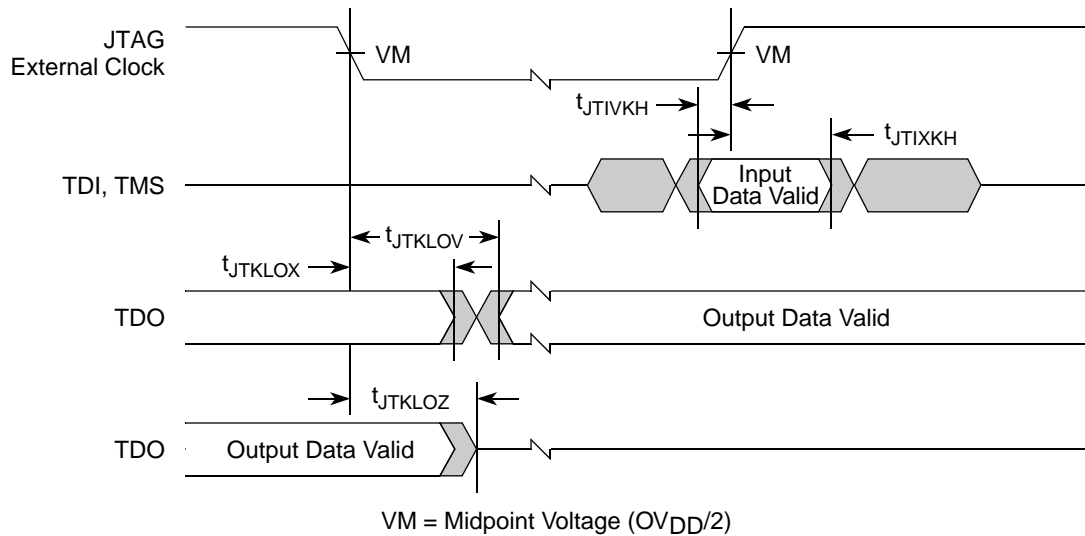 JTAG
External Clock
VM
VM
tJTIVKH
tJTIXKH
TDI, TMS
Input
Data Valid
tJTKLOV
tJTKLOX
TDO
Output Data Valid
tJTKLOZ
TDO
Output Data Valid
VM = Midpoint Voltage (OVDD/2)